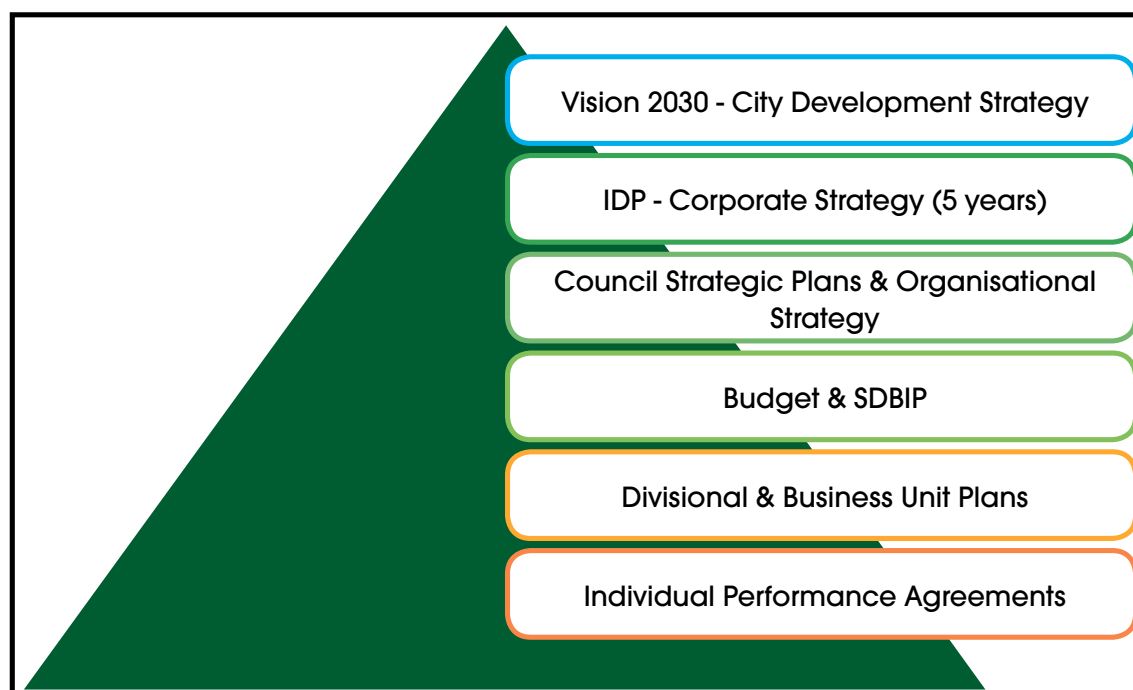 Vision 2030 - City Development Strategy
IDP - Corporate Strategy (5 years)
Council Strategic Plans & Organisational
Strategy
Budget & SDBIP
Divisional & Business Unit Plans
Individual Performance Agreements